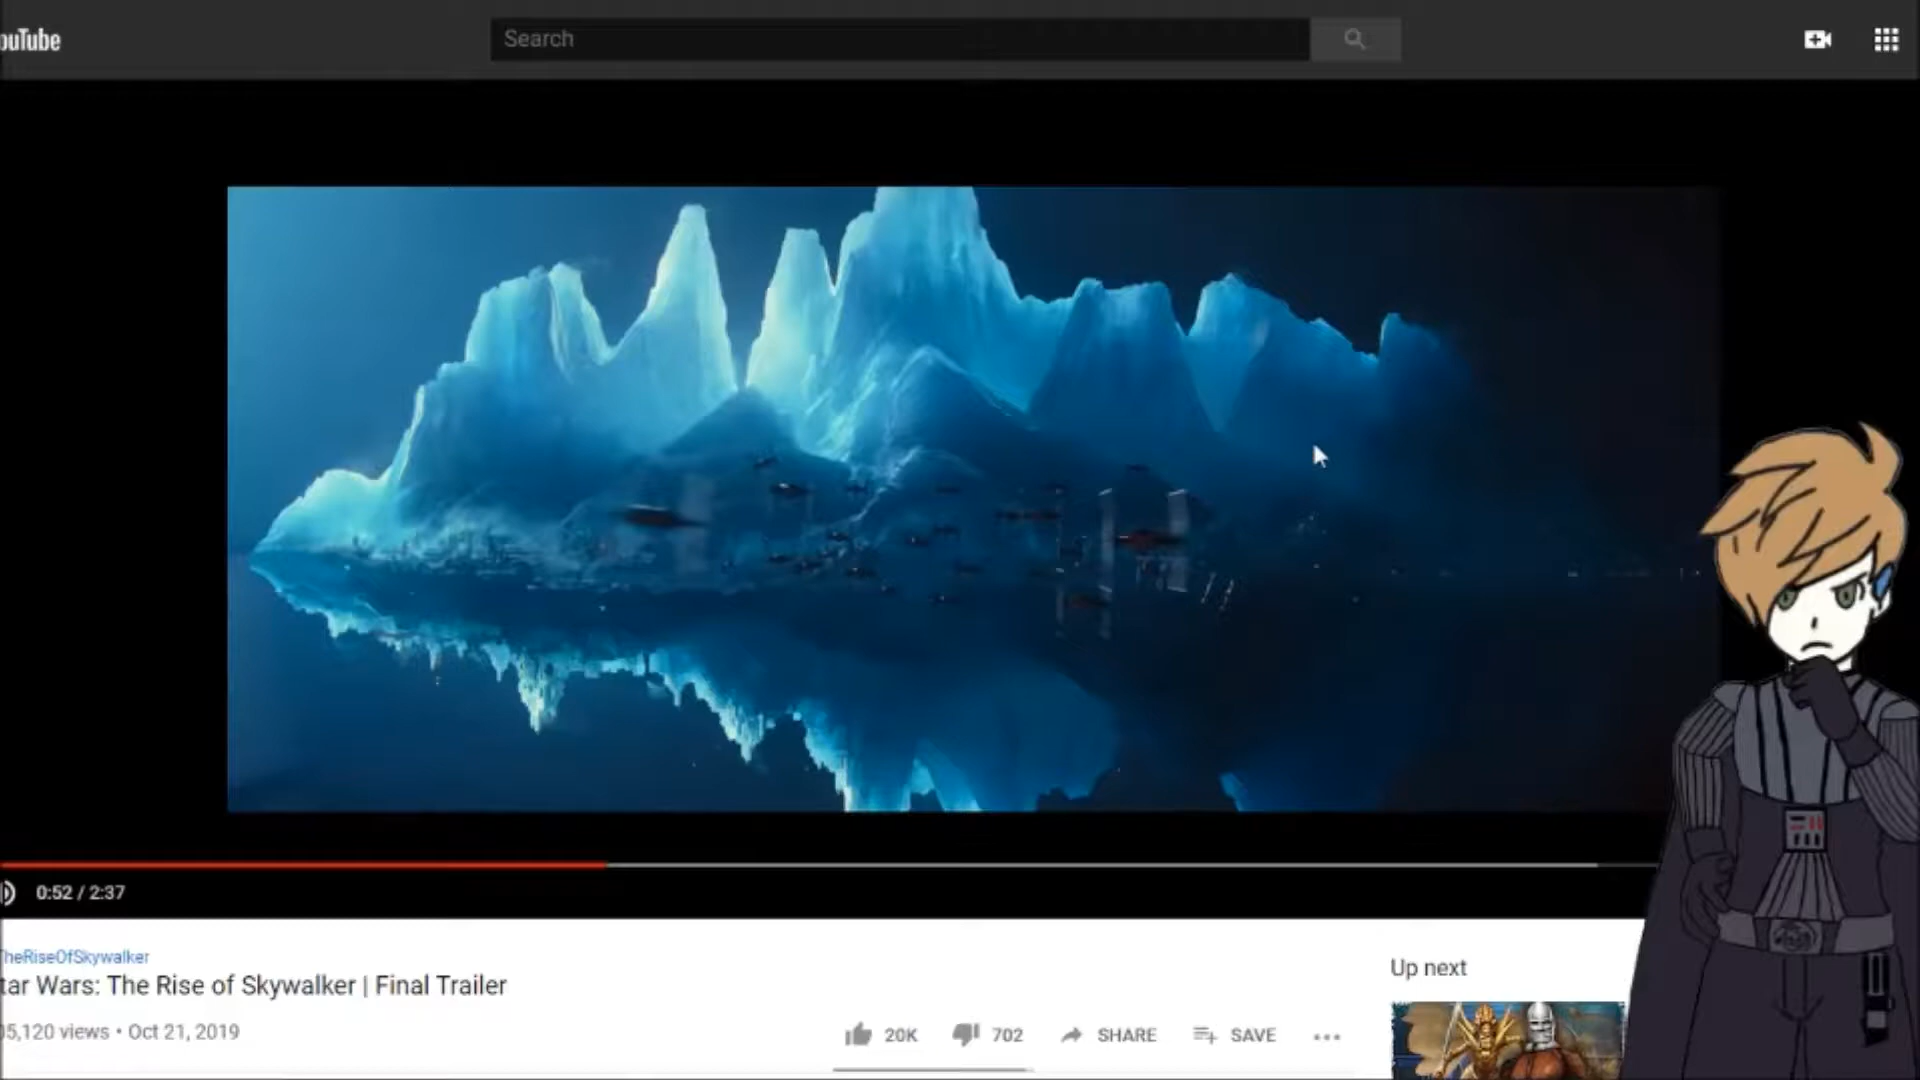 ouTube
Search
0:52 / 2:37
TheRiseOfSkywalker
tar Wars: The Rise of Skywalker | Final Trailer
05,120 views • Oct 21, 2019
20K
702
SHARE
SAVE
Up next